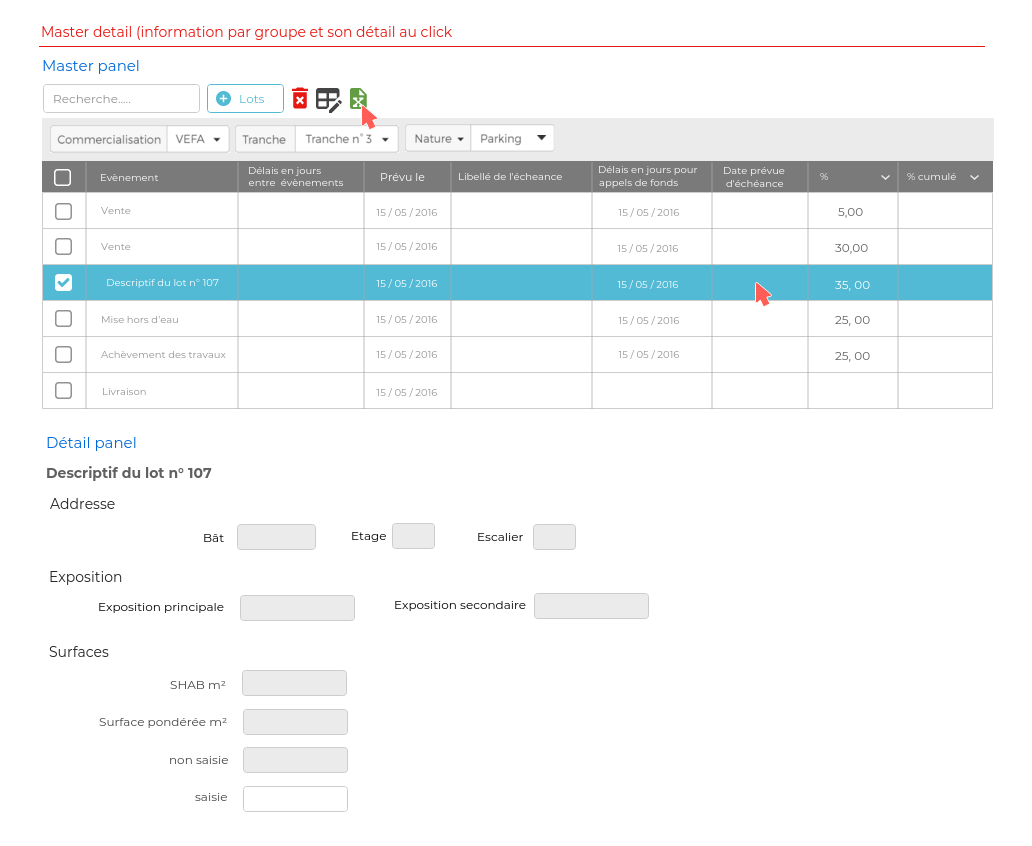 Master detail (information par groupe et son détail au click
Master panel
Recherche.....
Lots
Commercialisation VEFA Tranche Tranche n° 3 Nature Parking
Evènement
Délais en jours
entre évènements
Prévu le
Libellé de l'écheance
Délais en jours pour
appels de fonds
Date prévue
d'échéance
%
% cumulé
Vente 15 / 05 / 2016 15 / 05 / 2016 5,00
Vente 15 / 05 / 2016 15 / 05 / 2016 30,00
Descriptif du lot n° 107 15 / 05 / 2016 15 / 05 / 2016 35, 00
Mise hors d'eau 15 / 05 / 2016 15 / 05 / 2016 25, 00
Achèvement des travaux 15 / 05 / 2016 15 / 05 / 2016 25, 00
Livraison 15 / 05 / 2016
Détail panel
Descriptif du lot n° 107
Addresse
Bât Etage Escalier
Exposition
Exposition principale Exposition secondaire
Surfaces
SHAB m²
Surface pondérée m²
non saisie
saisie